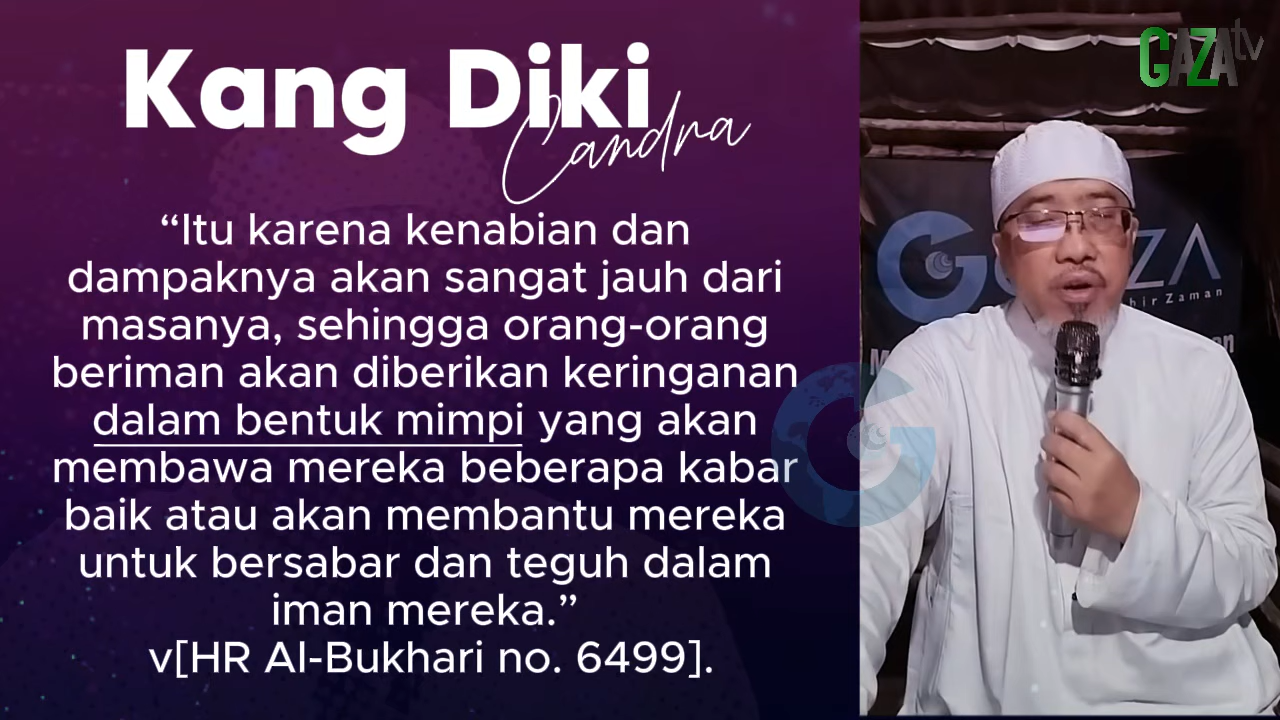 Kang Diki
Candra
“Itu karena kenabian dan
dampaknya akan sangat jauh dari
masanya, sehingga orang-orang
beriman akan diberikan keringanan
dalam bentuk mimpi yang akan
membawa mereka beberapa kabar
baik atau akan membantu mereka
untuk bersabar dan teguh dalam
iman mereka.”
v[HR Al-Bukhari no. 6499].
GAZA tv
Zaman